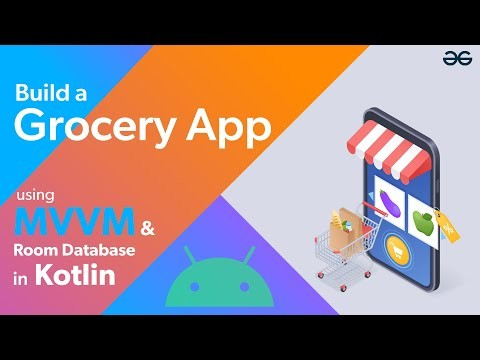 Build a
Grocery App
using
MVVM &
Room Database
in Kotlin